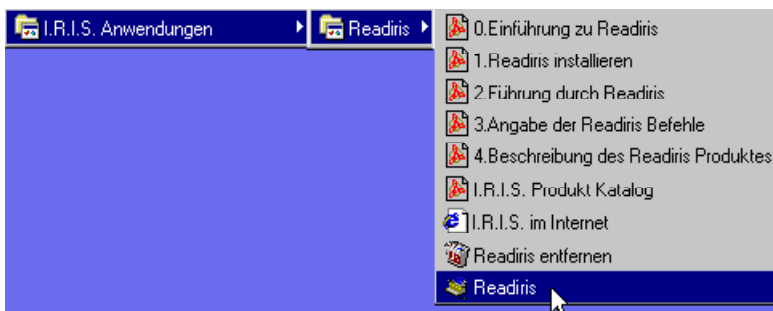 I.R.I.S. Anwendungen
Readiris
0.Einführung zu Readiris
1.Readiris installieren
2.Führung durch Readiris
3.Angabe der Readiris Befehle
4.Beschreibung des Readiris Produktes
I.R.I.S. Produkt Katalog
I.R.I.S. im Internet
Readiris entfernen
Readiris